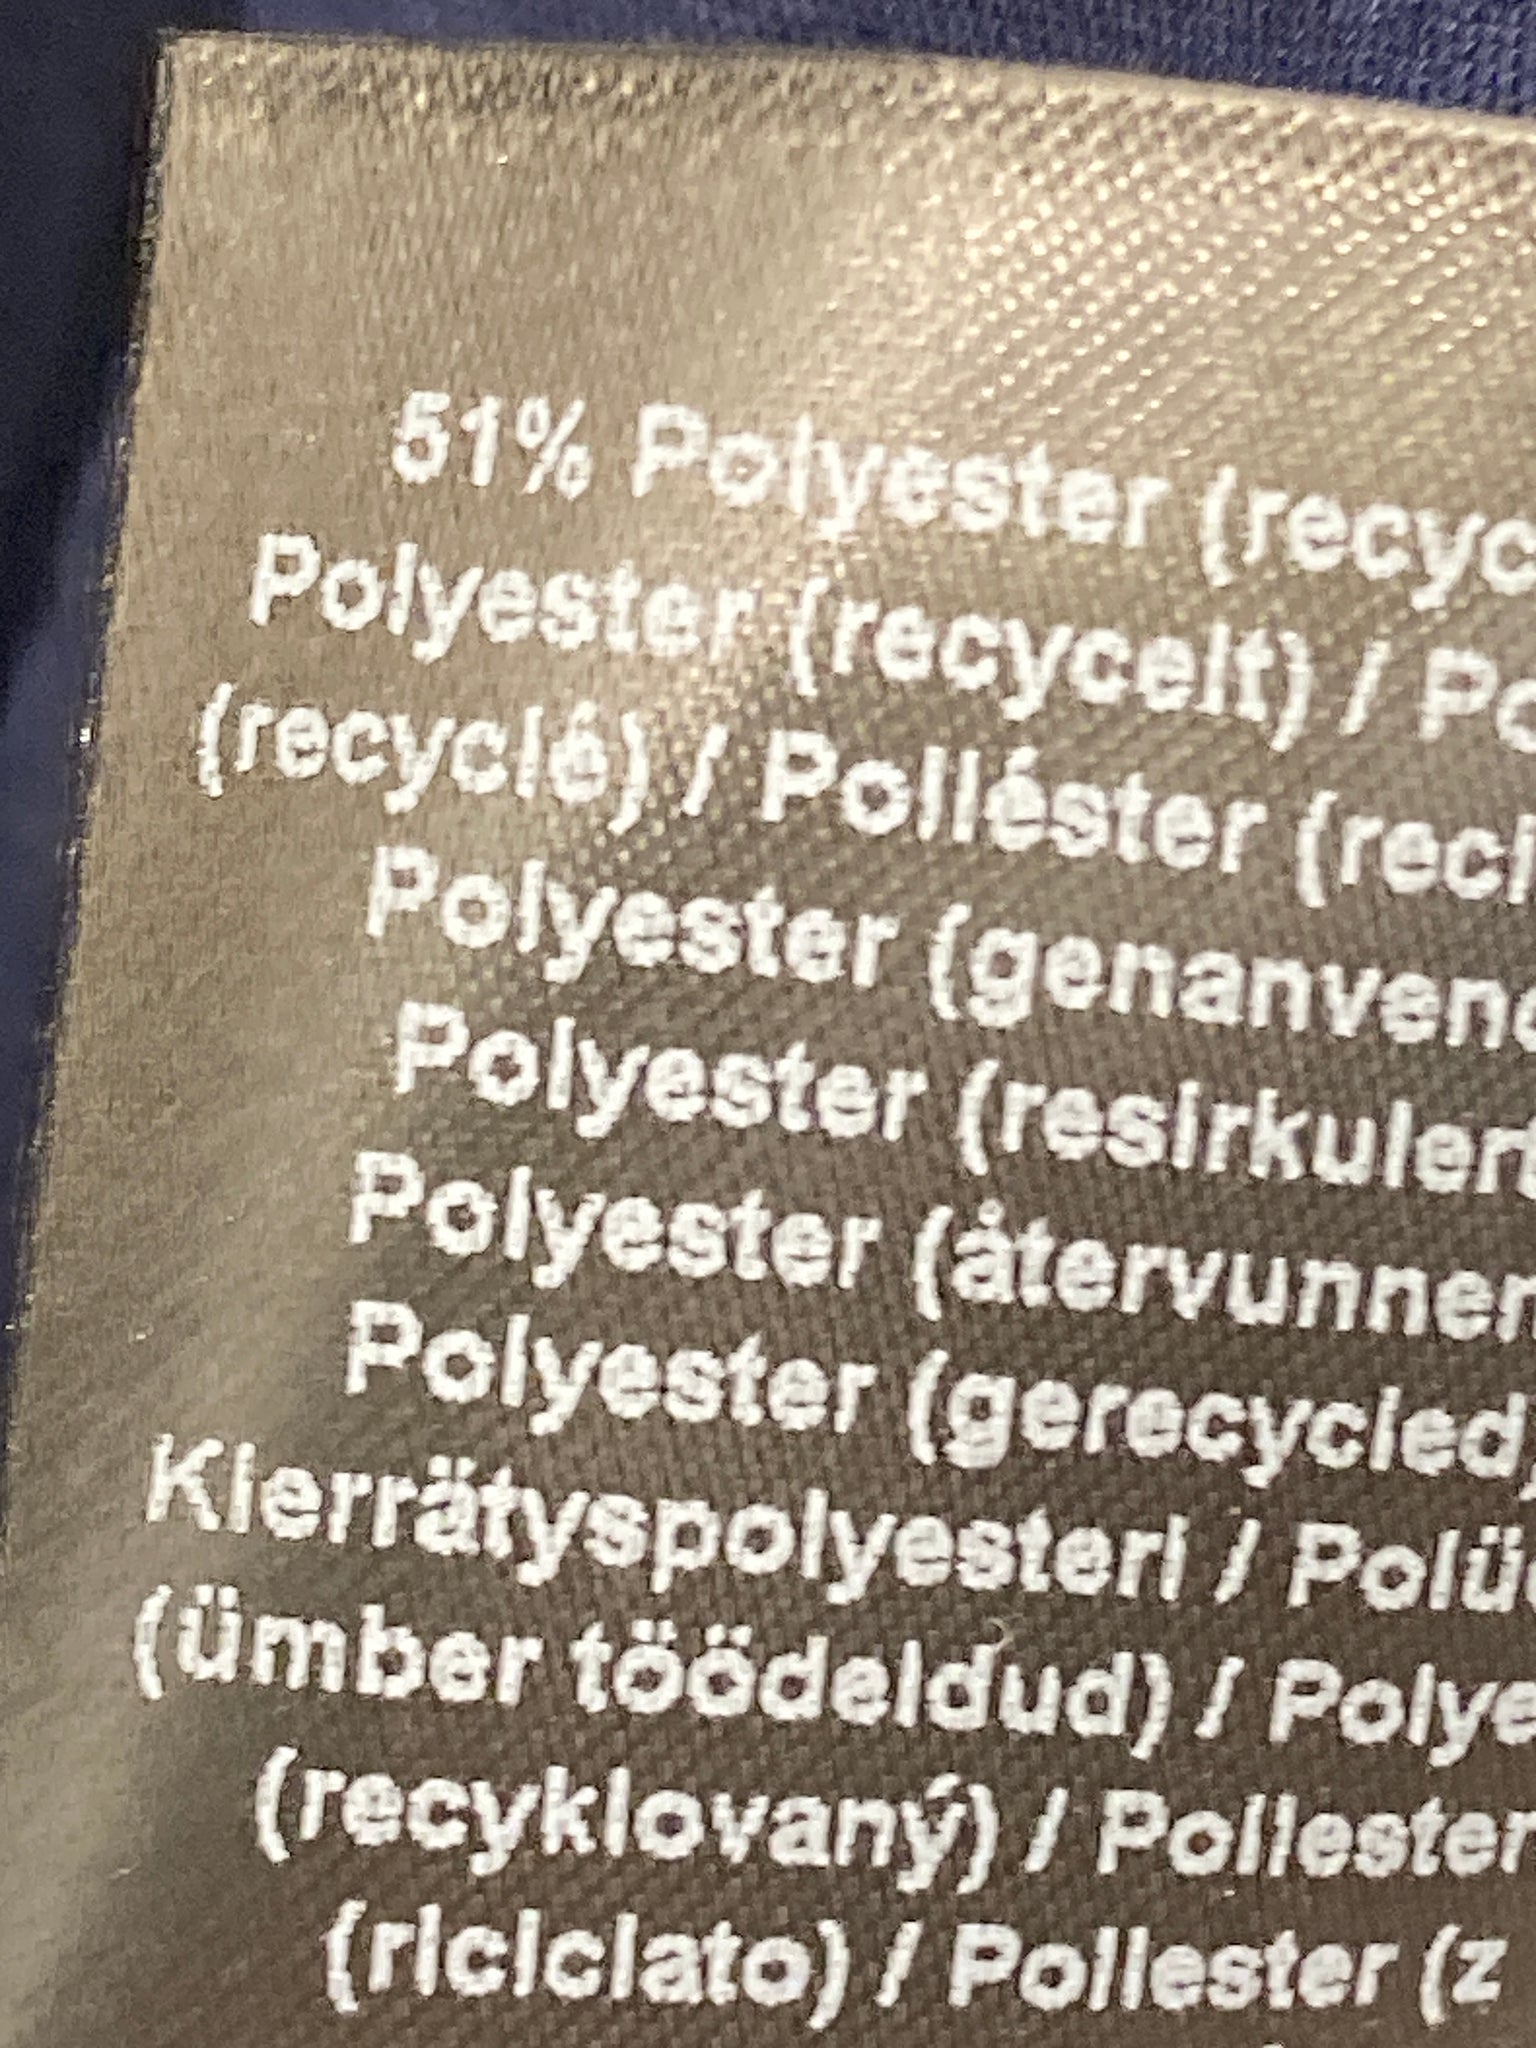 51% Polyester (recyc
Polyester (recycelt) / Po
(recyclé) / Poliéster (reci
Polyester (genanvend
Polyester (resirkulert
Polyester (återvunnen
Polyester (gerecycled)
Kierrätyspolyesteri / Polü
(ümber töödeldud) / Polye
(recyklovaný) / Poliester
(riciclato) / Poliester (z